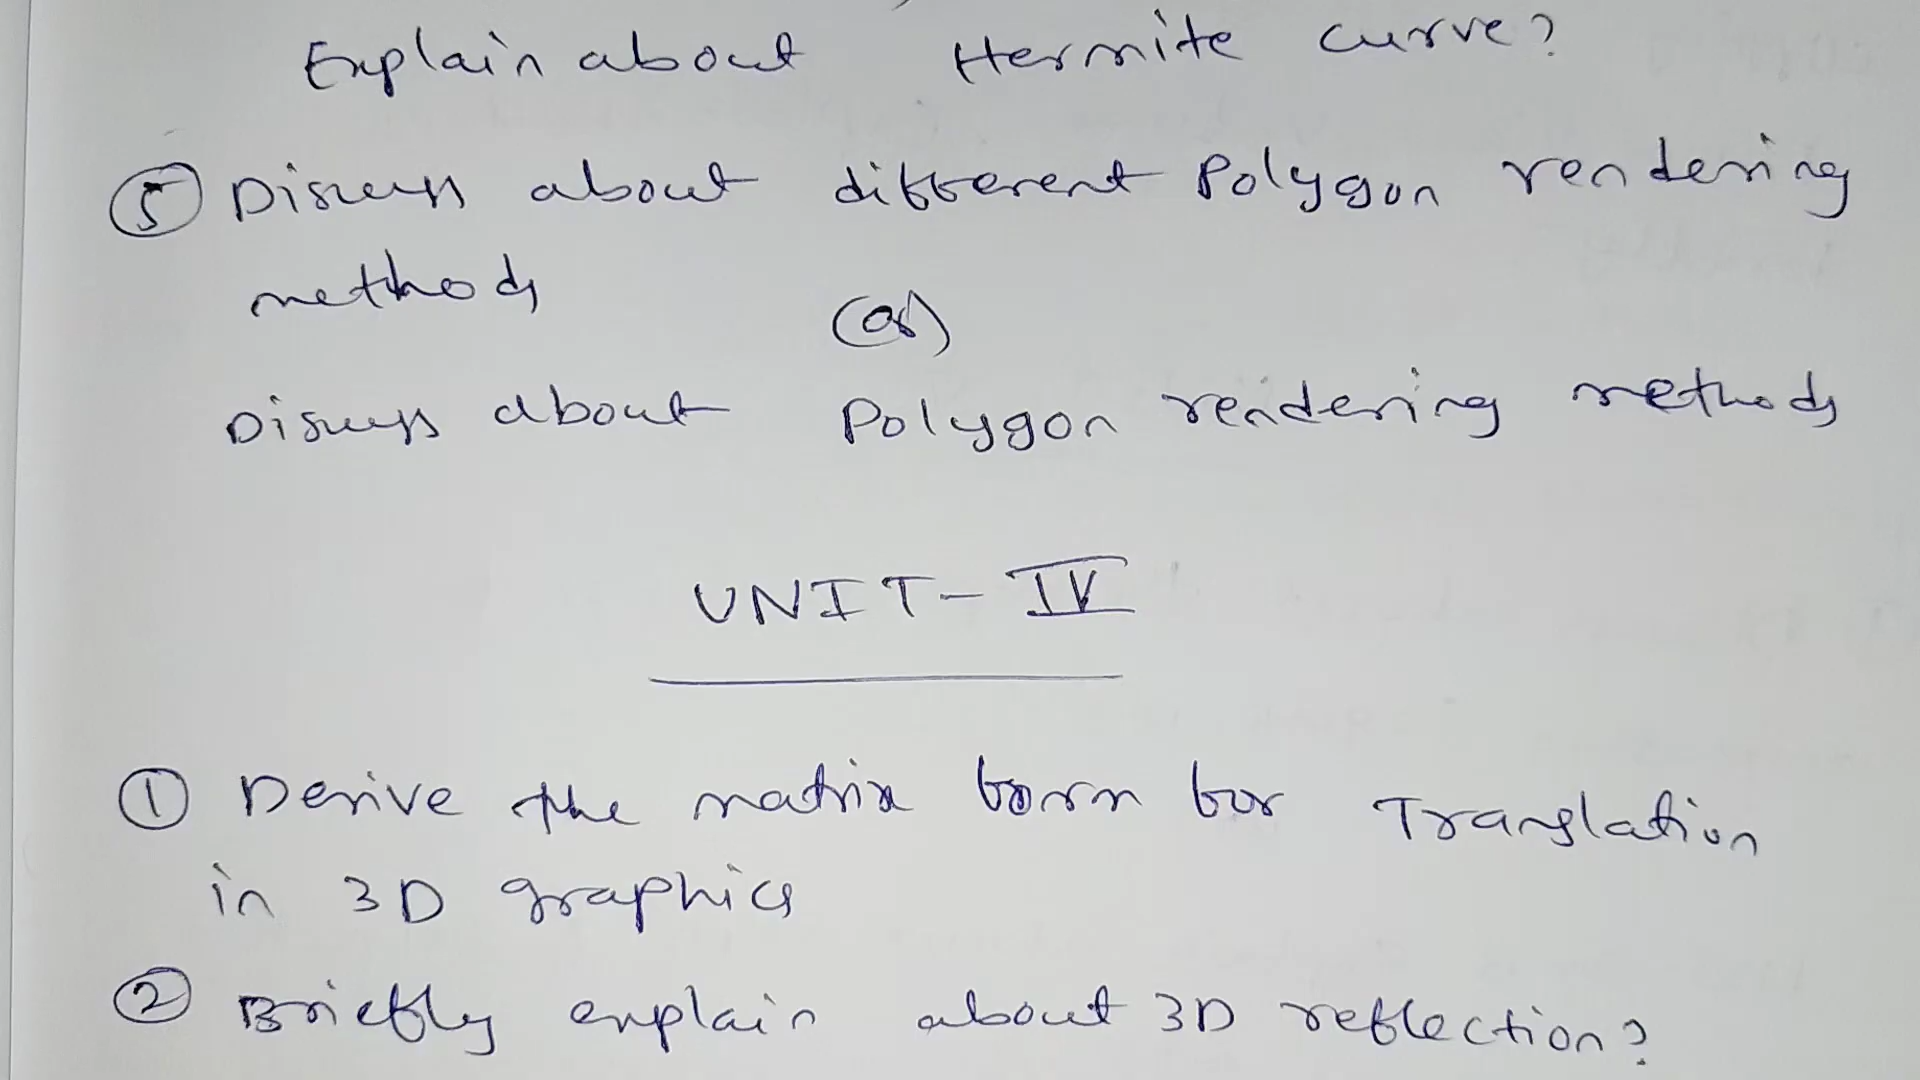 Explain about Hermite curve?
⑤ Discuss about different Polygon rendering
methods
(or)
Discuss about Polygon rendering methods
UNIT - IV
① Derive the matrix form for Translation
in 3D graphics
② Briefly explain about 3D reflection?